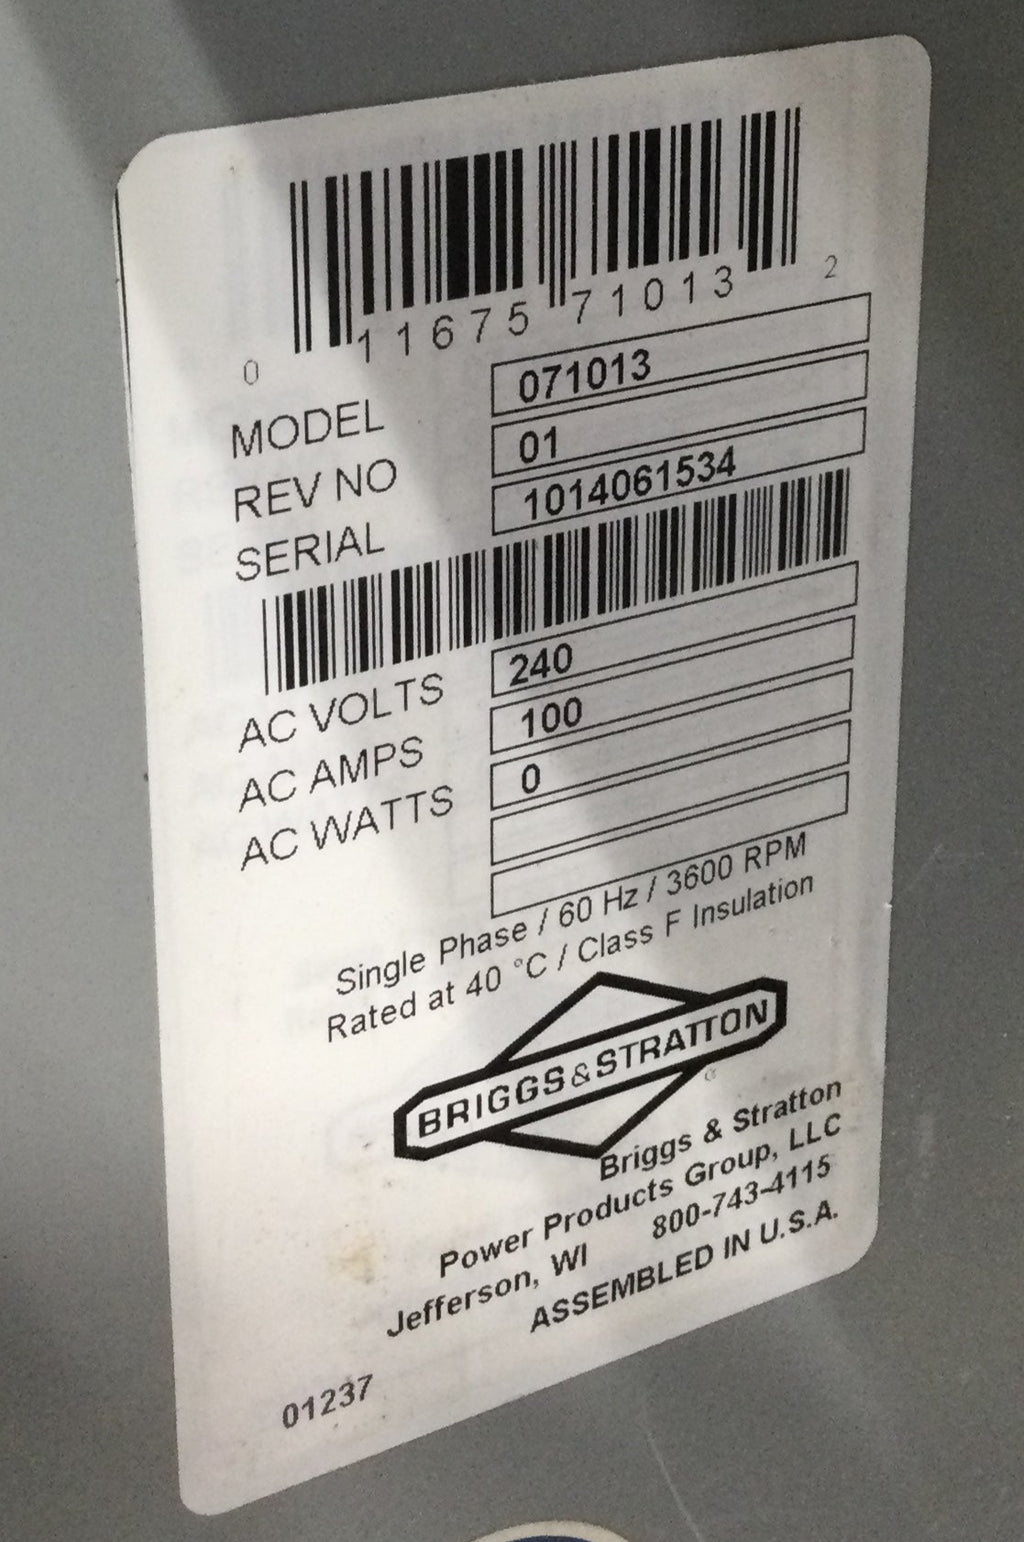 0 11675 71013 2
MODEL 071013
REV NO 01
SERIAL 1014061534
AC VOLTS 240
AC AMPS 100
AC WATTS 0
Single Phase / 60 Hz / 3600 RPM
Rated at 40 °C / Class F Insulation
BRIGGS & STRATTON
Briggs & Stratton
Power Products Group, LLC
Jefferson, WI 800-743-4115
ASSEMBLED IN U.S.A.
01237